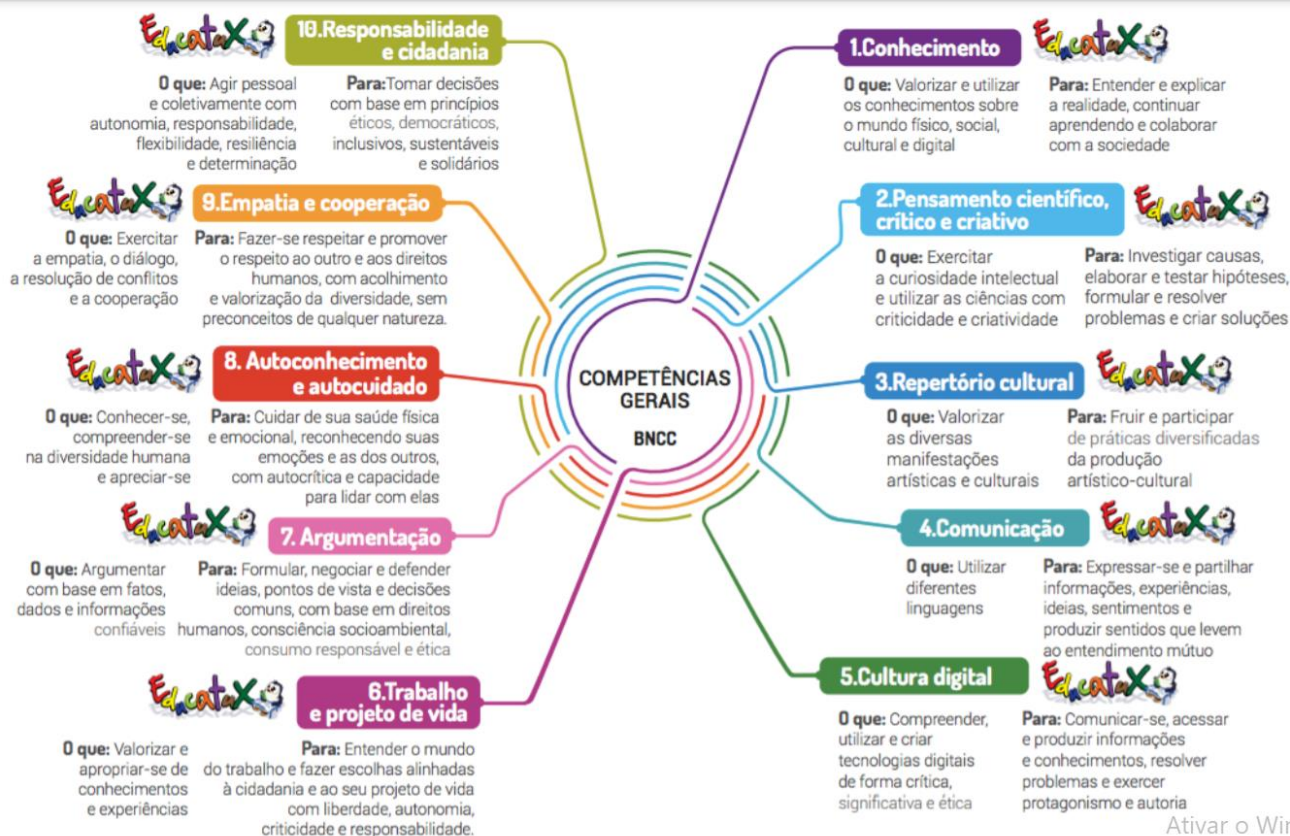 COMPETÊNCIAS
GERAIS
BNCC
1.Conhecimento
EducatuX
O que: Valorizar e utilizar
os conhecimentos sobre
o mundo físico, social,
cultural e digital
Para: Entender e explicar
a realidade, continuar
aprendendo e colaborar
com a sociedade
2.Pensamento científico,
crítico e criativo
EducatuX
O que: Exercitar
a curiosidade intelectual
e utilizar as ciências com
criticidade e criatividade
Para: Investigar causas,
elaborar e testar hipóteses,
formular e resolver
problemas e criar soluções
3.Repertório cultural
EducatuX
O que: Valorizar
as diversas
manifestações
artísticas e culturais
Para: Fruir e participar
de práticas diversificadas
da produção
artístico-cultural
4.Comunicação
EducatuX
O que: Utilizar
diferentes
linguagens
Para: Expressar-se e partilhar
informações, experiências,
ideias, sentimentos e
produzir sentidos que levem
ao entendimento mútuo
5.Cultura digital
EducatuX
O que: Compreender,
utilizar e criar
tecnologias digitais
de forma crítica,
significativa e ética
Para: Comunicar-se, acessar
e produzir informações
e conhecimentos, resolver
problemas e exercer
protagonismo e autoria
EducatuX
6.Trabalho
e projeto de vida
O que: Valorizar e
apropriar-se de
conhecimentos
e experiências
Para: Entender o mundo
do trabalho e fazer escolhas alinhadas
à cidadania e ao seu projeto de vida
com liberdade, autonomia,
criticidade e responsabilidade.
EducatuX
7. Argumentação
O que: Argumentar
com base em fatos,
dados e informações
confiáveis
Para: Formular, negociar e defender
ideias, pontos de vista e decisões
comuns, com base em direitos
humanos, consciência socioambiental,
consumo responsável e ética
EducatuX
8. Autoconhecimento
e autocuidado
O que: Conhecer-se,
compreender-se
na diversidade humana
e apreciar-se
Para: Cuidar de sua saúde física
e emocional, reconhecendo suas
emoções e as dos outros,
com autocrítica e capacidade
para lidar com elas
EducatuX
9.Empatia e cooperação
O que: Exercitar
a empatia, o diálogo,
a resolução de conflitos
e a cooperação
Para: Fazer-se respeitar e promover
o respeito ao outro e aos direitos
humanos, com acolhimento
e valorização da diversidade, sem
preconceitos de qualquer natureza.
EducatuX
10.Responsabilidade
e cidadania
O que: Agir pessoal
e coletivamente com
autonomia, responsabilidade,
flexibilidade, resiliência
e determinação
Para:Tomar decisões
com base em princípios
éticos, democráticos,
inclusivos, sustentáveis
e solidários
Ativar o Win